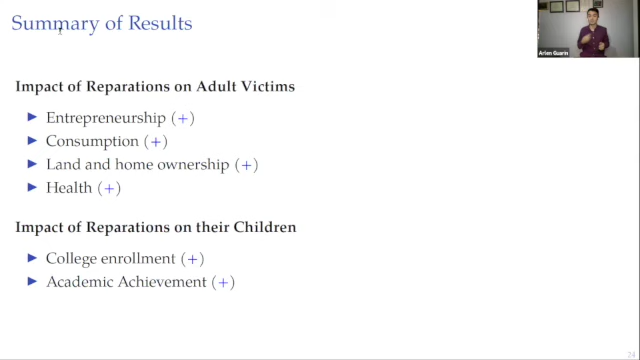 Summary of Results
Arlen Guarin
Impact of Reparations on Adult Victims
Entrepreneurship (+)
Consumption (+)
Land and home ownership (+)
Health (+)
Impact of Reparations on their Children
College enrollment (+)
Academic Achievement (+)
24